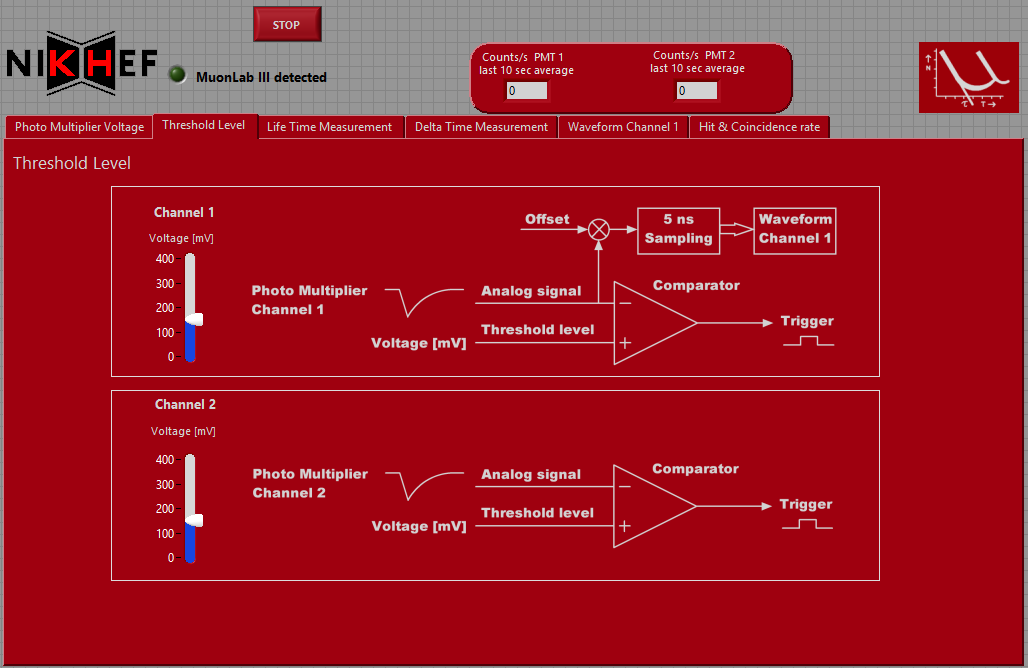 STOP
NIKHEF
MuonLab III detected
Counts/s PMT 1
last 10 sec average
0
Counts/s PMT 2
last 10 sec average
0
↑
N
τ T→
Photo Multiplier Voltage
Threshold Level
Life Time Measurement
Delta Time Measurement
Waveform Channel 1
Hit & Coincidence rate
Threshold Level
Channel 1
Voltage [mV]
400
300
200
100
0
Photo Multiplier
Channel 1
Offset
5 ns
Sampling
Waveform
Channel 1
Analog signal
Threshold level
Voltage [mV]
−
+
Comparator
Trigger
Channel 2
Voltage [mV]
400
300
200
100
0
Photo Multiplier
Channel 2
Analog signal
Threshold level
Voltage [mV]
−
+
Comparator
Trigger